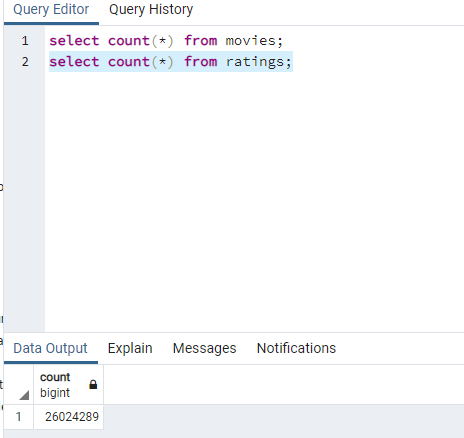 Query Editor Query History
1 select count(*) from movies;
2 select count(*) from ratings;
Data Output Explain Messages Notifications
count
bigint
1 26024289